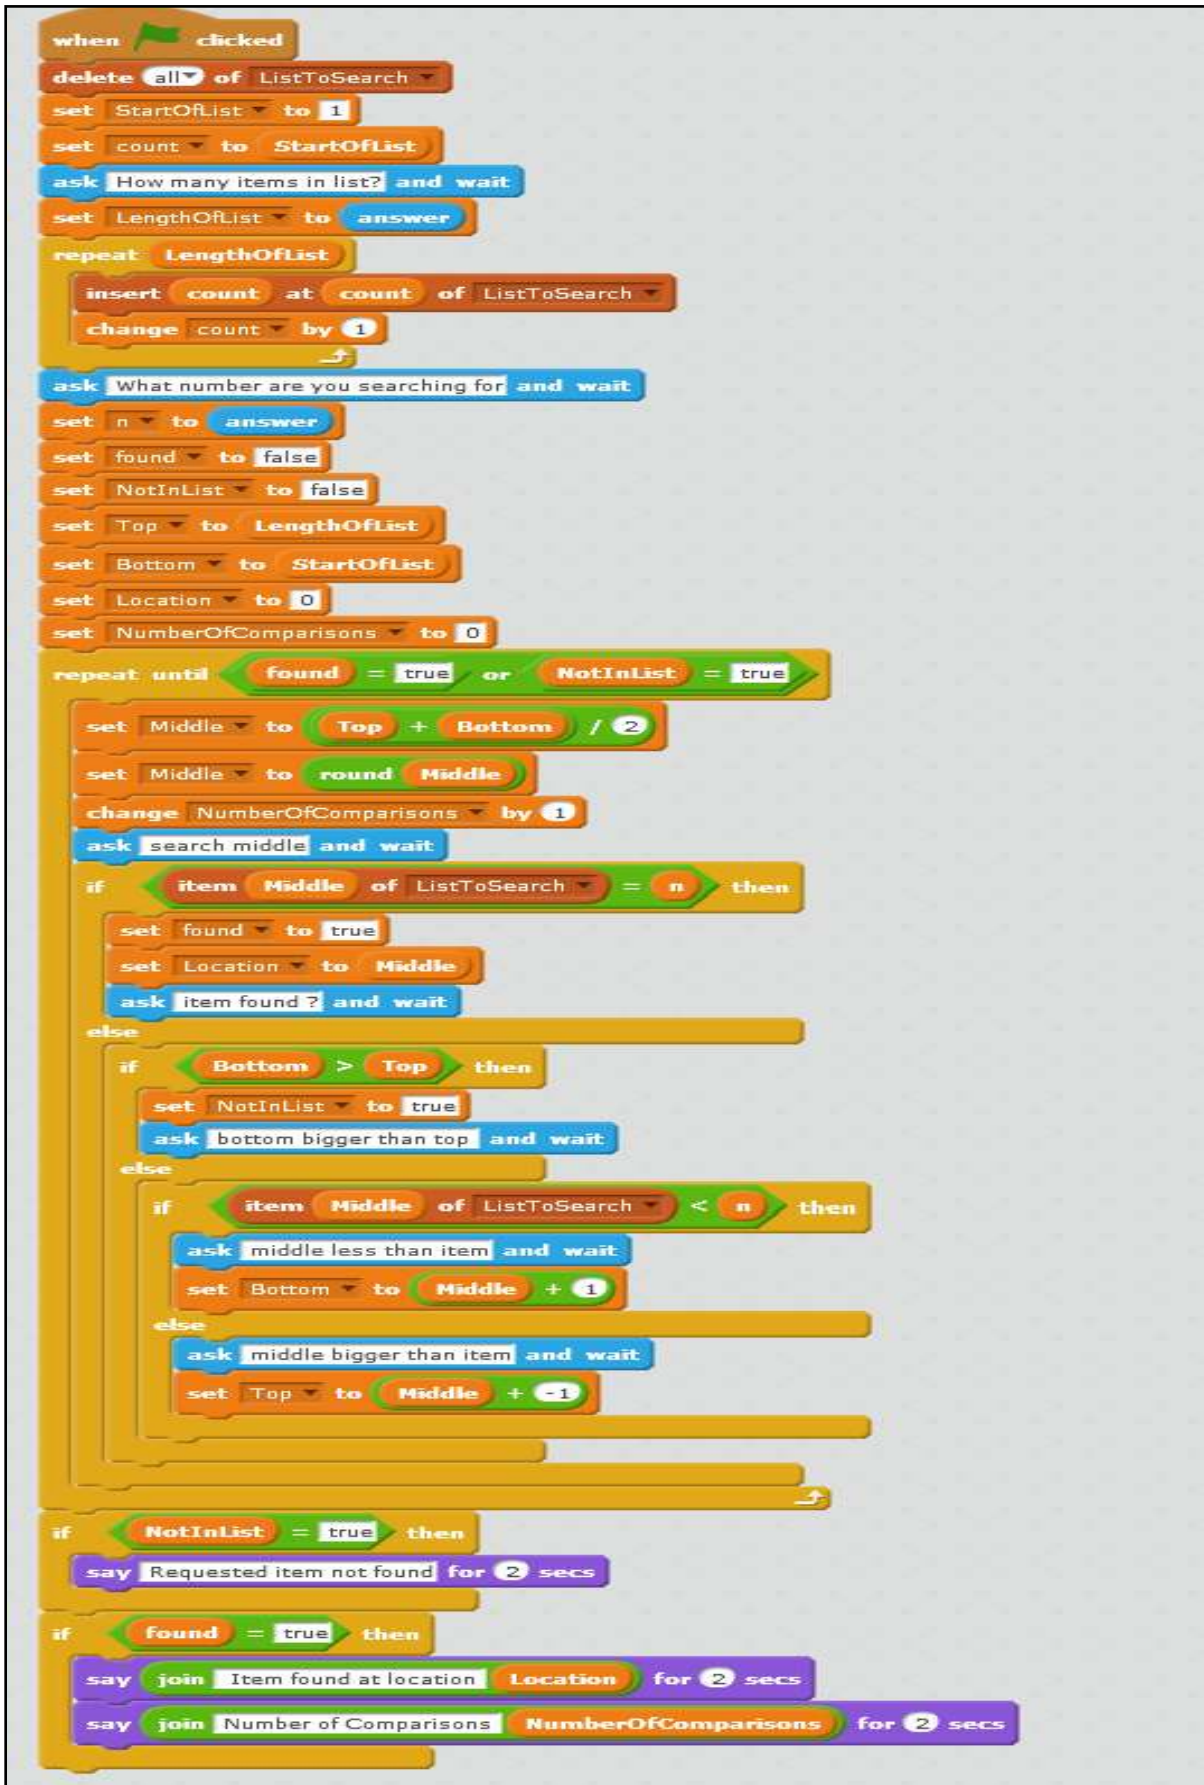 when clicked
delete all of ListToSearch
set StartOfList to 1
set count to StartOfList
ask How many items in list? and wait
set LengthOfList to answer
repeat LengthOfList
insert count at count of ListToSearch
change count by 1
ask What number are you searching for and wait
set n to answer
set found to false
set NotInList to false
set Top to LengthOfList
set Bottom to StartOfList
set Location to 0
set NumberOfComparisons to 0
repeat until found = true or NotInList = true
set Middle to Top + Bottom / 2
set Middle to round Middle
change NumberOfComparisons by 1
ask search middle and wait
if item Middle of ListToSearch = n then
set found to true
set Location to Middle
ask item found ? and wait
else
if Bottom > Top then
set NotInList to true
ask bottom bigger than top and wait
else
if item Middle of ListToSearch < n then
ask middle less than item and wait
set Bottom to Middle + 1
else
ask middle bigger than item and wait
set Top to Middle + -1
if NotInList = true then
say Requested item not found for 2 secs
if found = true then
say join Item found at location Location for 2 secs
say join Number of Comparisons NumberOfComparisons for 2 secs